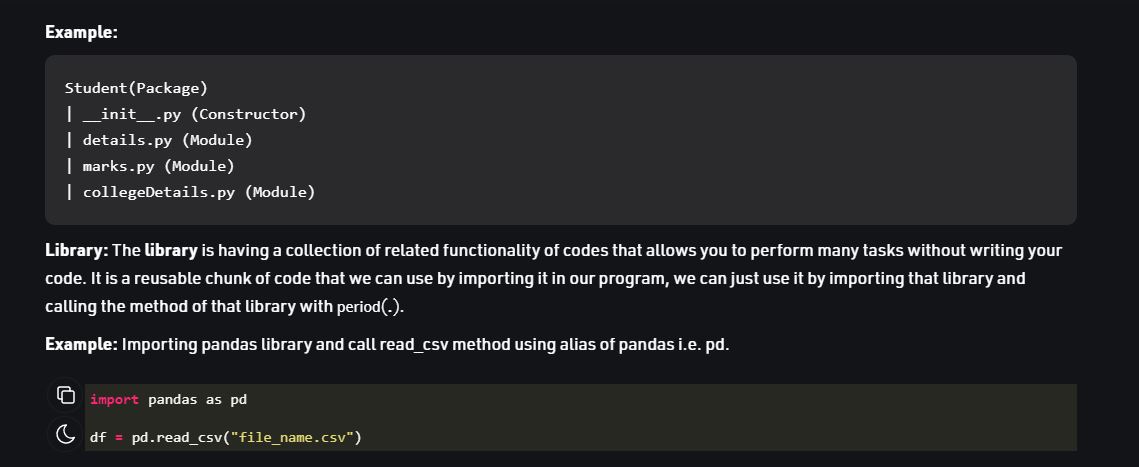 Example:
Student(Package)
| __init__.py (Constructor)
| details.py (Module)
| marks.py (Module)
| collegeDetails.py (Module)
Library: The library is having a collection of related functionality of codes that allows you to perform many tasks without writing your
code. It is a reusable chunk of code that we can use by importing it in our program, we can just use it by importing that library and
calling the method of that library with period(.).
Example: Importing pandas library and call read_csv method using alias of pandas i.e. pd.
import pandas as pd
df = pd.read_csv("file_name.csv")